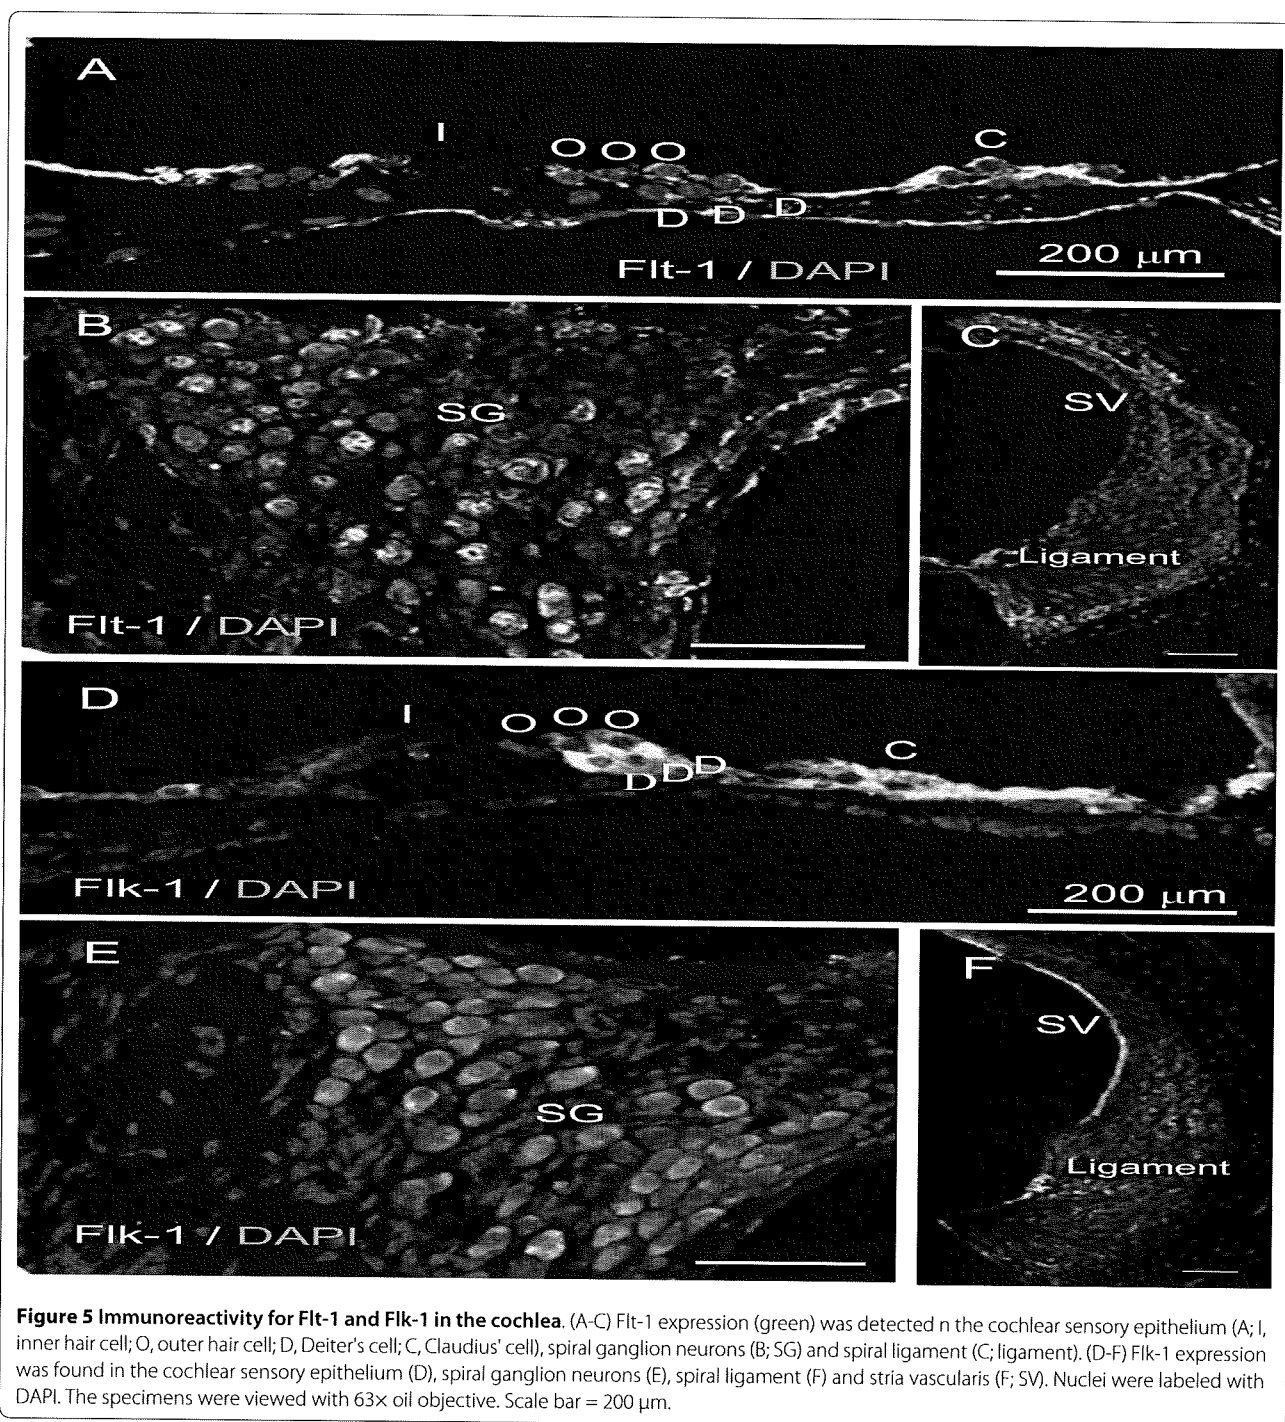 A
I
O O O
C
D D D
Flt-1 / DAPI
200 µm
B
SG
Flt-1 / DAPI
C
SV
Ligament
D
I
O O O
D D D
C
Flk-1 / DAPI
200 µm
E
SG
Flk-1 / DAPI
F
SV
Ligament
Figure 5 Immunoreactivity for Flt-1 and Flk-1 in the cochlea. (A-C) Flt-1 expression (green) was detected n the cochlear sensory epithelium (A; I,
inner hair cell; O, outer hair cell; D, Deiter's cell; C, Claudius' cell), spiral ganglion neurons (B; SG) and spiral ligament (C; ligament). (D-F) Flk-1 expression
was found in the cochlear sensory epithelium (D), spiral ganglion neurons (E), spiral ligament (F) and stria vascularis (F; SV). Nuclei were labeled with
DAPI. The specimens were viewed with 63× oil objective. Scale bar = 200 µm.